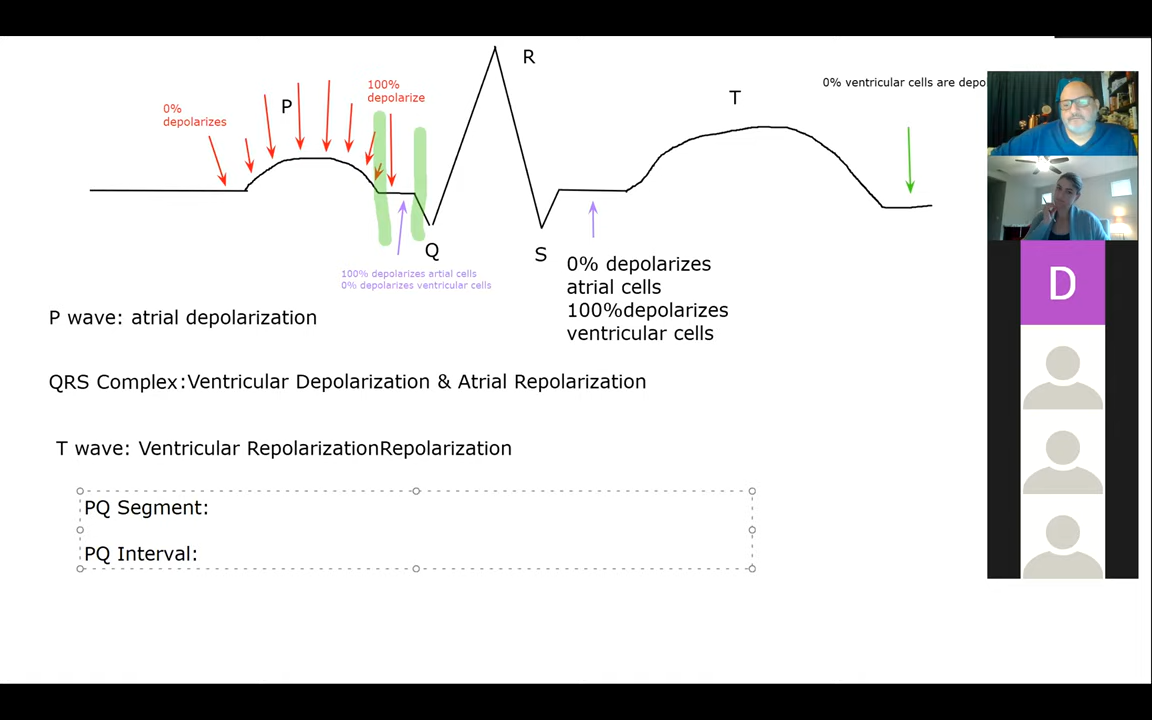 R
0% ventricular cells are depo
100%
depolarize
T
P
0%
depolarizes
Q
S
100% depolarizes artial cells
0% depolarizes ventricular cells
0% depolarizes
atrial cells
100%depolarizes
ventricular cells
D
P wave: atrial depolarization
QRS Complex:Ventricular Depolarization & Atrial Repolarization
T wave: Ventricular RepolarizationRepolarization
PQ Segment:
PQ Interval: